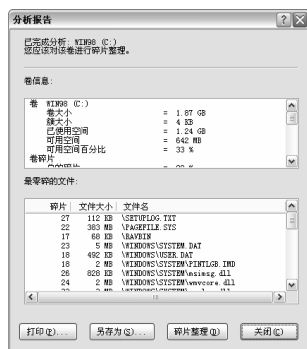 分析报告
已完成分析: WIN98 (C:)
您应该对该卷进行碎片整理。
卷信息:
卷 WIN98 (C:)
卷大小 = 1.87 GB
簇大小 = 4 KB
已使用空间 = 1.24 GB
可用空间 = 642 MB
可用空间百分比 = 33 %
卷碎片
最零碎的文件:
碎片 文件大小 文件名
27 112 KB \SETUPLOG.TXT
22 383 MB \PAGEFILE.SYS
17 68 KB \RAVBIN
23 5 MB \WINDOWS\SYSTEM.DAT
18 492 KB \WINDOWS\USER.DAT
18 2 MB \WINDOWS\SYSTEM\PINTLGB.IMD
26 828 KB \WINDOWS\SYSTEM\msimsg.dll
24 2 MB \WINDOWS\SYSTEM\wmvcore.dll
打印(P)... 另存为(S)... 碎片整理(D) 关闭(C)